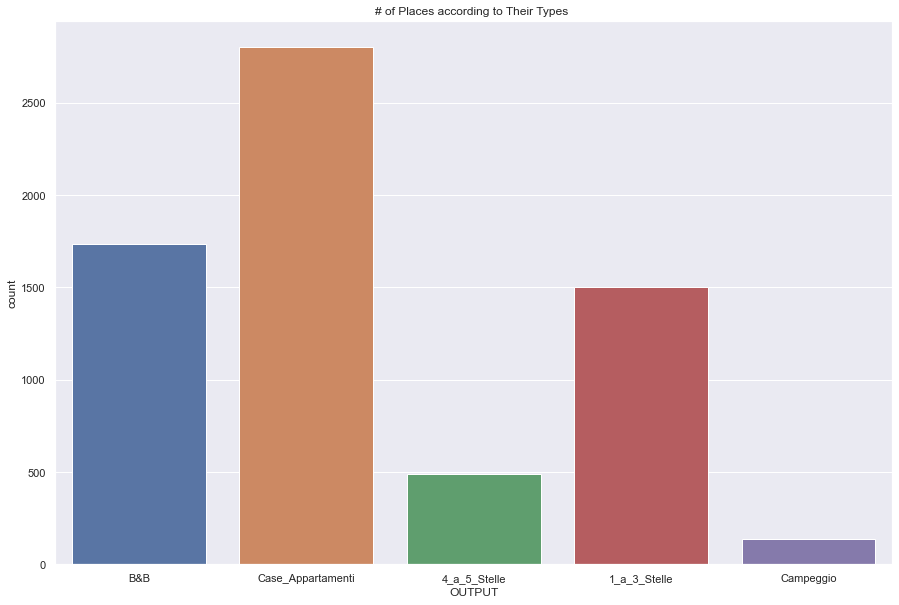 # of Places according to Their Types
2500
2000
1500
1000
500
0
count
B&B Case_Appartamenti 4_a_5_Stelle 1_a_3_Stelle Campeggio
OUTPUT